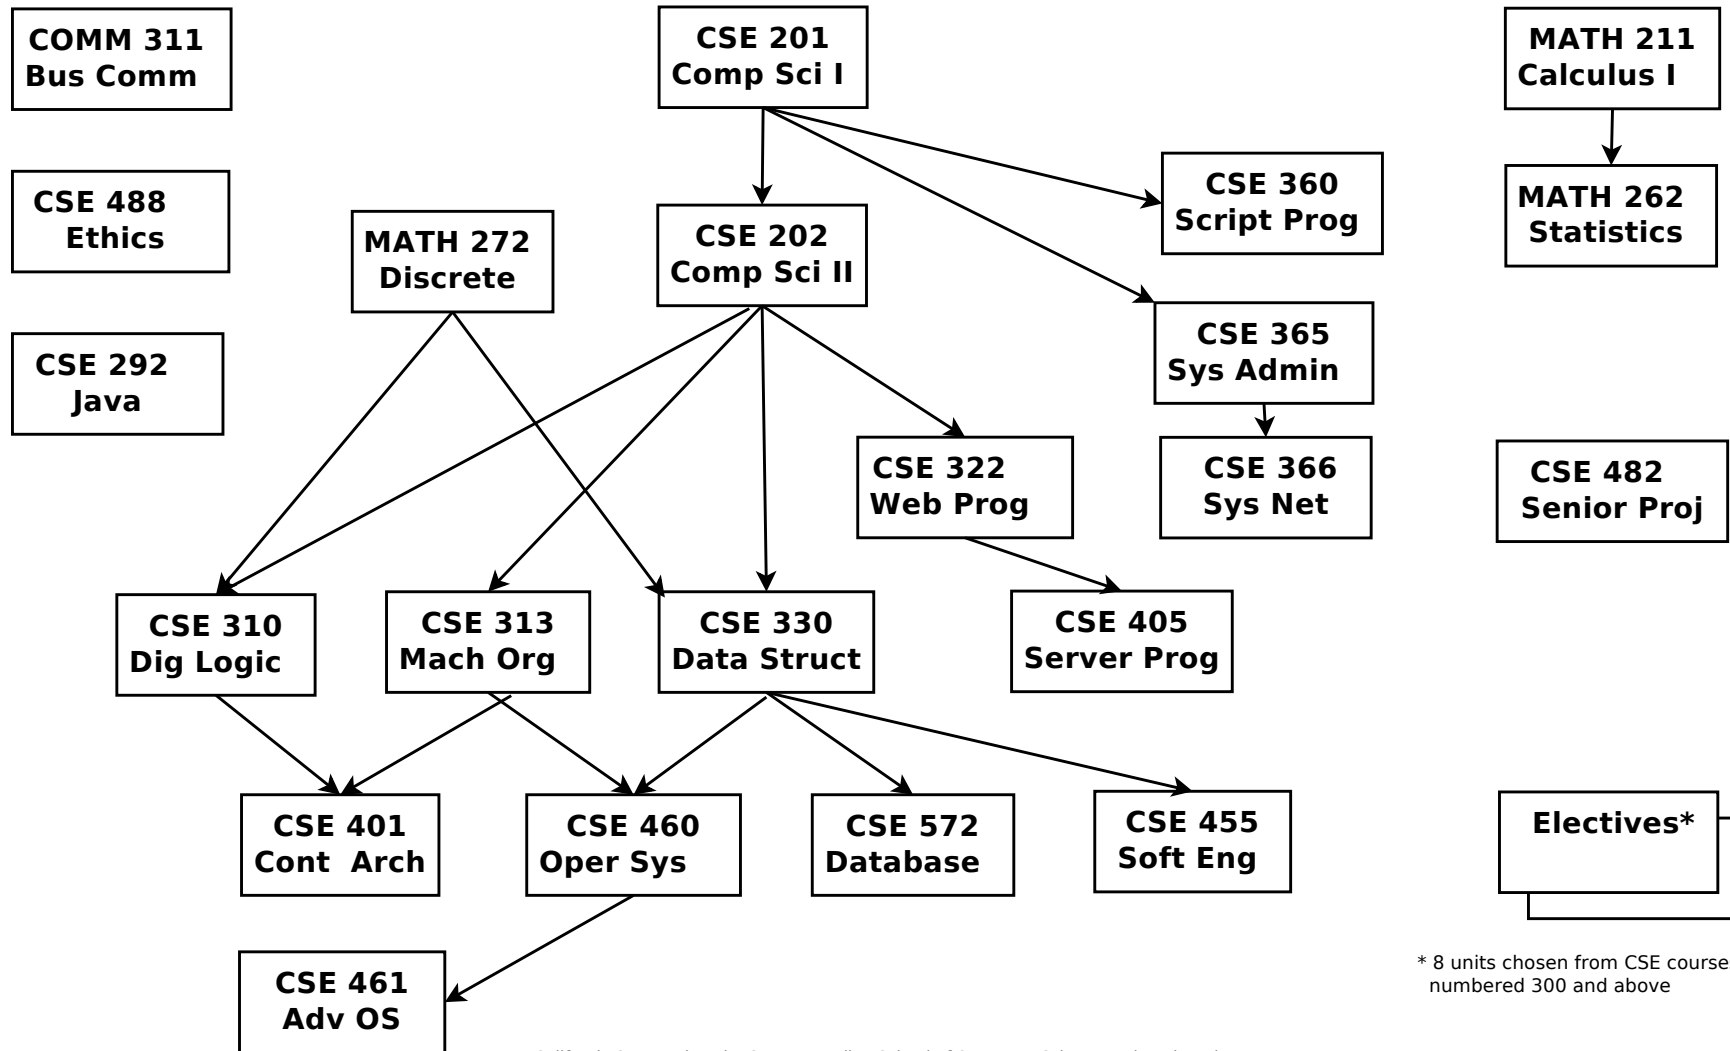 COMM 311
Bus Comm
CSE 201
Comp Sci I
MATH 211
Calculus I
CSE 360
Script Prog
MATH 262
Statistics
CSE 488
Ethics
MATH 272
Discrete
CSE 202
Comp Sci II
CSE 365
Sys Admin
CSE 292
Java
CSE 322
Web Prog
CSE 366
Sys Net
CSE 482
Senior Proj
CSE 310
Dig Logic
CSE 313
Mach Org
CSE 330
Data Struct
CSE 405
Server Prog
CSE 401
Cont Arch
CSE 460
Oper Sys
CSE 572
Database
CSE 455
Soft Eng
Electives*
* 8 units chosen from CSE course
numbered 300 and above
CSE 461
Adv OS